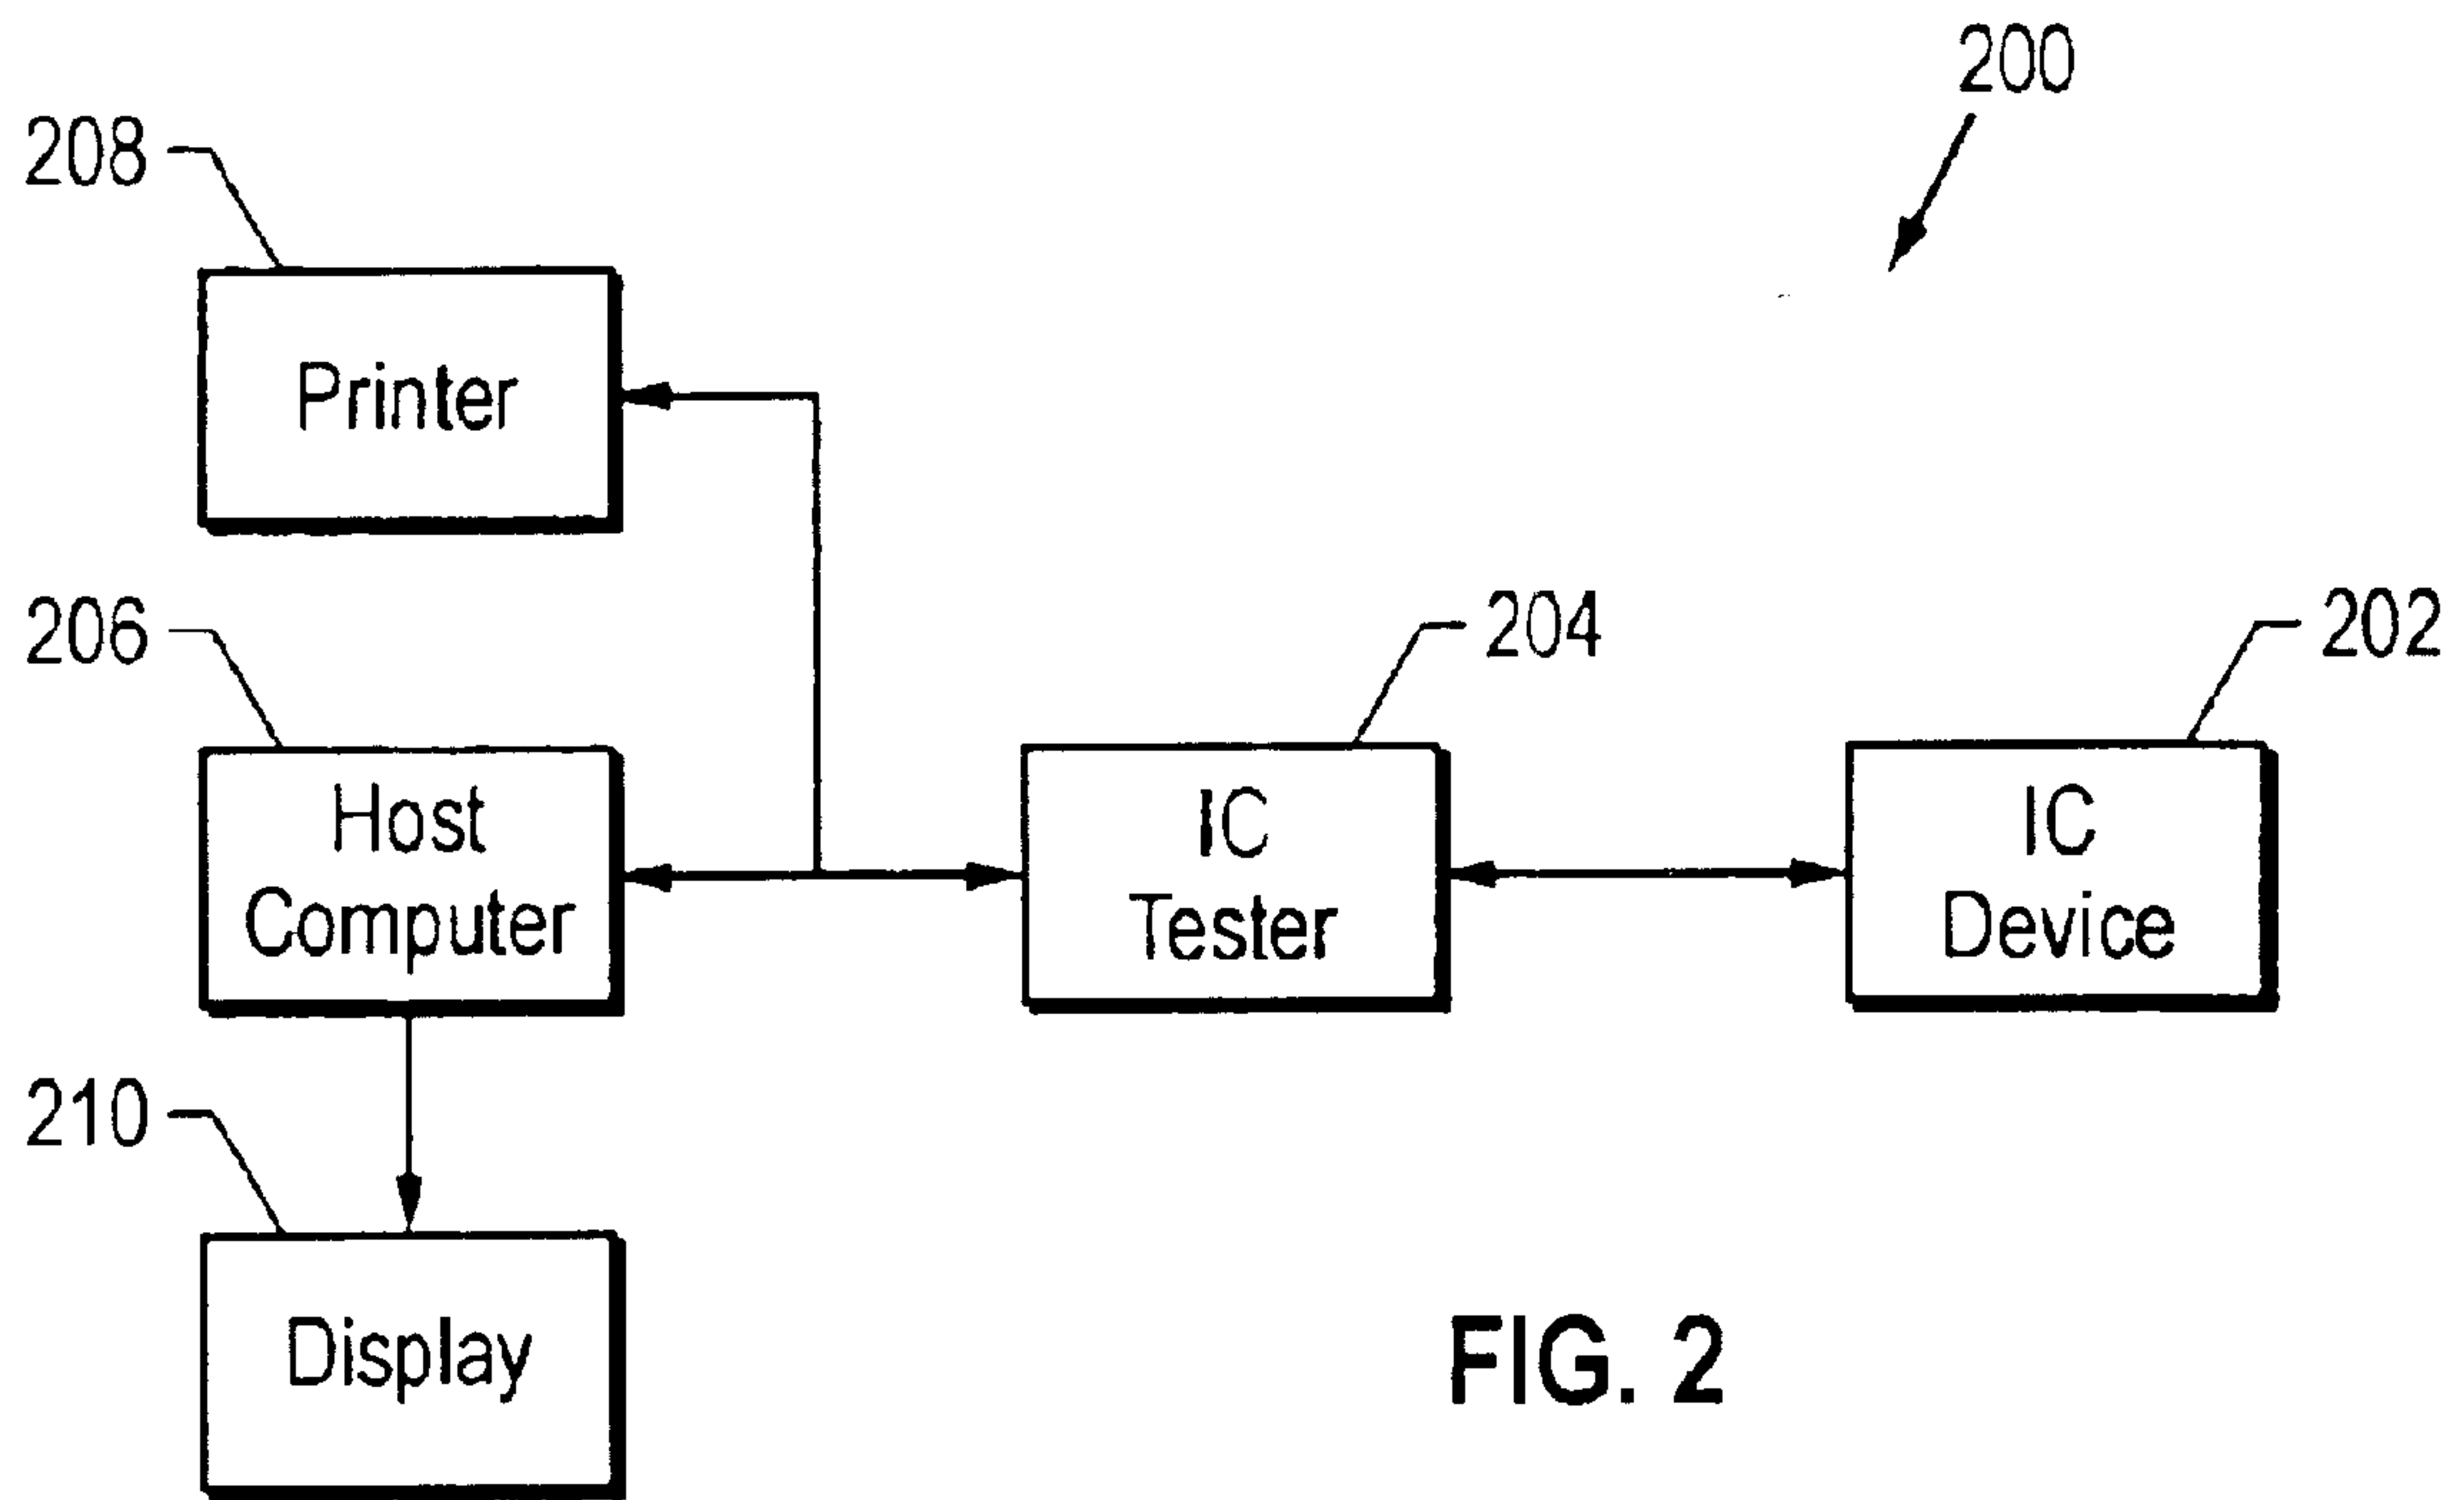 200
208
Printer
206
204
202
Host
Computer
IC
Tester
IC
Device
210
Display
FIG. 2